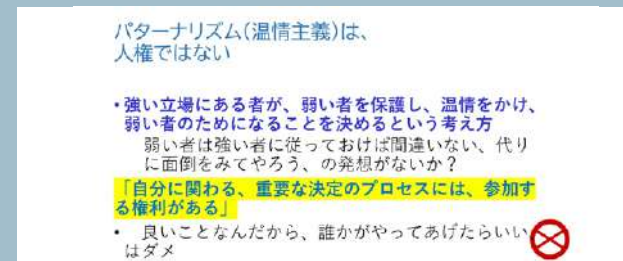 パターナリズム(温情主義)は、
人権ではない
・強い立場にある者が、弱い者を保護し、温情をかけ、
弱い者のためになることを決めるという考え方
弱い者は強い者に従っておけば間違いない、代り
に面倒をみてやろう、の発想がないか？
「自分に関わる、重要な決定のプロセスには、参加す
る権利がある」
・ 良いことなんだから、誰かがやってあげたらいい
はダメ